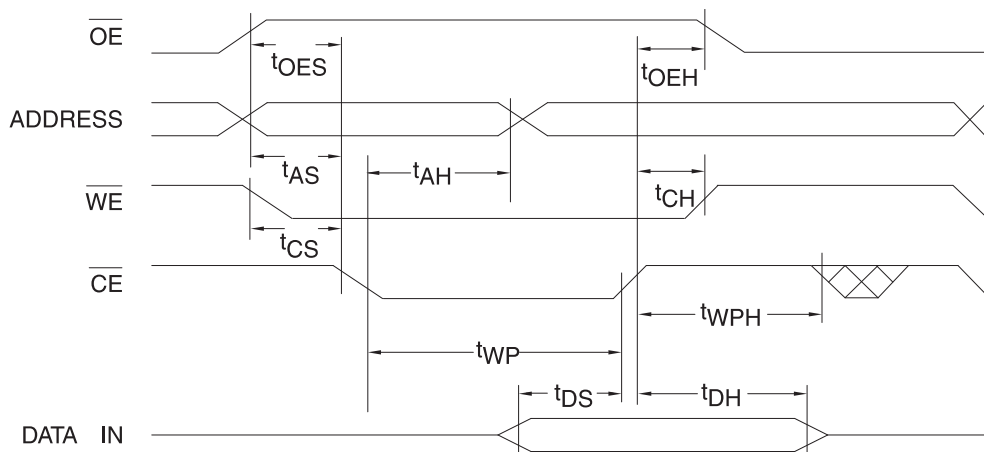 OE
tOES
tOEH
ADDRESS
tAS
tAH
tCH
WE
tCS
CE
tWPH
tWP
tDS
tDH
DATA IN